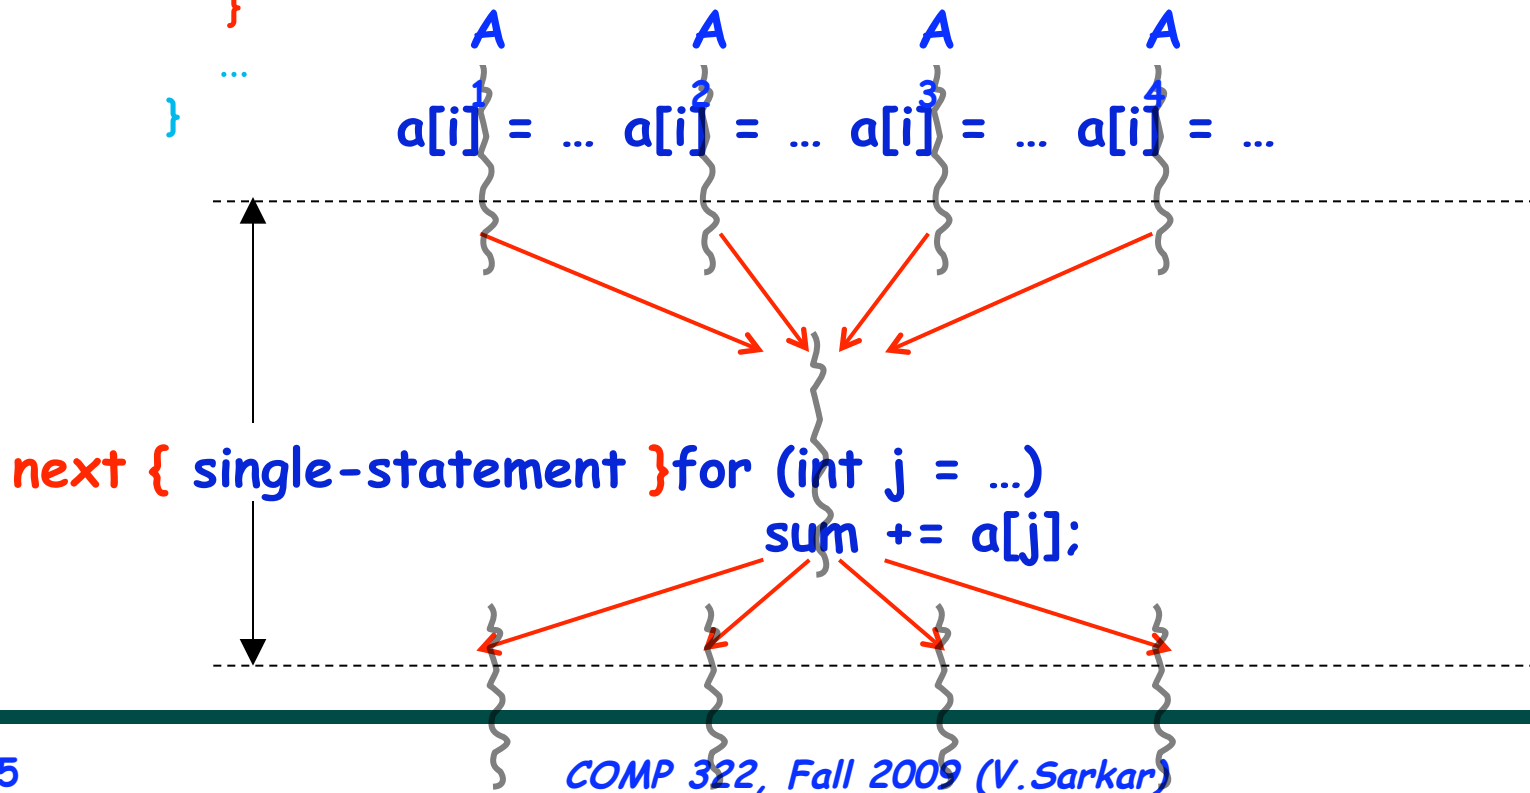 }
A A A A
...
1 2 3 4
}
a[i] = … a[i] = … a[i] = … a[i] = …
next { single-statement }for (int j = …)
sum += a[j];
5
COMP 322, Fall 2009 (V.Sarkar)